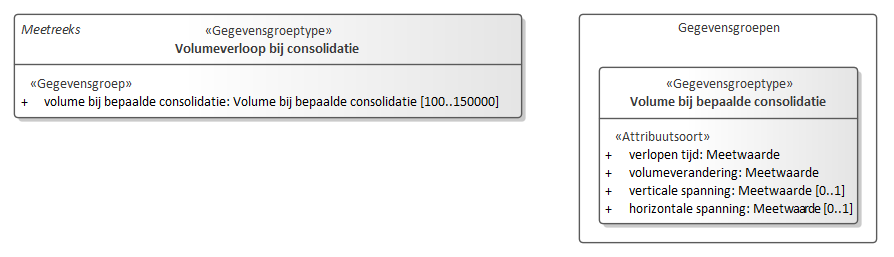 Meetreeks
«Gegevensgroeptype»
Volumeverloop bij consolidatie
«Gegevensgroep»
+ volume bij bepaalde consolidatie: Volume bij bepaalde consolidatie [100..150000]
Gegevensgroepen
«Gegevensgroeptype»
Volume bij bepaalde consolidatie
«Attribuutsoort»
+ verlopen tijd: Meetwaarde
+ volumeverandering: Meetwaarde
+ verticale spanning: Meetwaarde [0..1]
+ horizontale spanning: Meetwaarde [0..1]